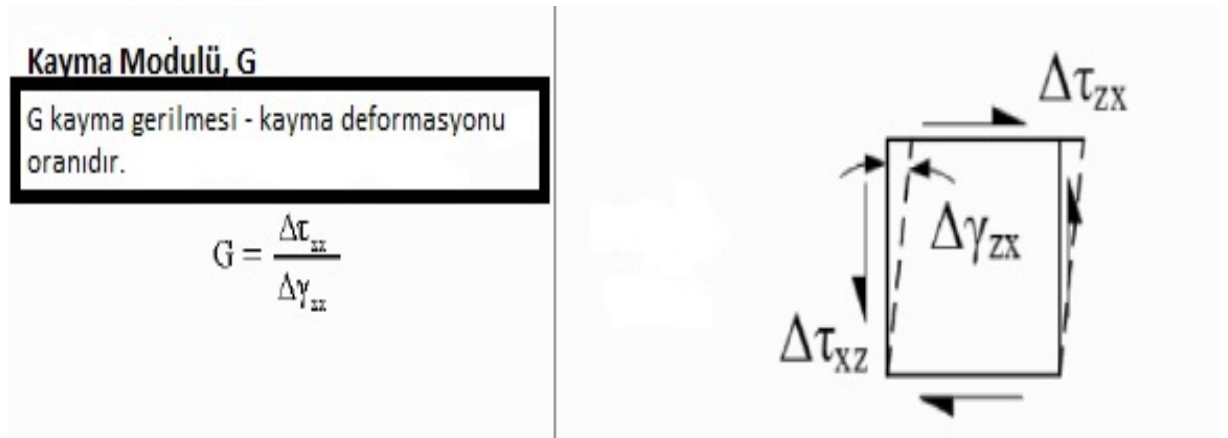 Kayma Modulü, G
G kayma gerilmesi - kayma deformasyonu
oranıdır.
G = Δτzx / Δγzx
Δτzx
Δγzx
Δτxz